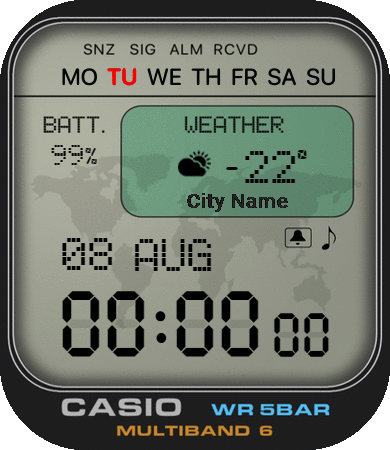 SNZ SIG ALM RCVD
MO TU WE TH FR SA SU
BATT.
99%
WEATHER
-22°
City Name
08 AUG
00:00 00
CASIO WR 5BAR
MULTIBAND 6